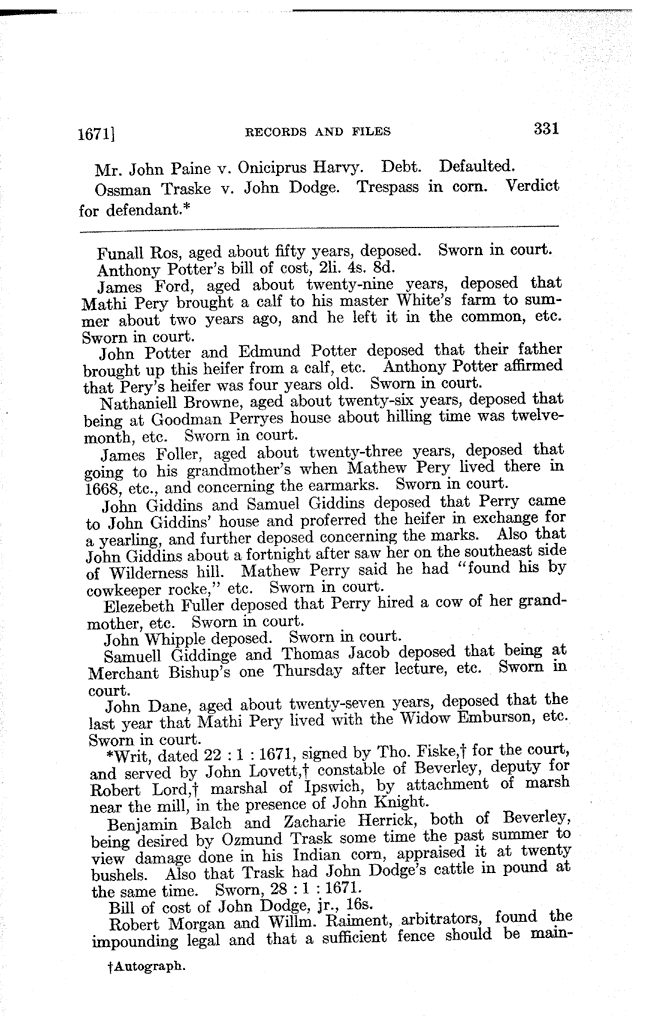 1671] RECORDS AND FILES 331
Mr. John Paine v. Oniciprus Harvy. Debt. Defaulted.
Ossman Traske v. John Dodge. Trespass in corn. Verdict
for defendant.*
Funall Ros, aged about fifty years, deposed. Sworn in court.
Anthony Potter's bill of cost, 2li. 4s. 8d.
James Ford, aged about twenty-nine years, deposed that
Mathi Pery brought a calf to his master White's farm to sum-
mer about two years ago, and he left it in the common, etc.
Sworn in court.
John Potter and Edmund Potter deposed that their father
brought up this heifer from a calf, etc. Anthony Potter affirmed
that Pery's heifer was four years old. Sworn in court.
Nathaniell Browne, aged about twenty-six years, deposed that
being at Goodman Perryes house about hilling time was twelve-
month, etc. Sworn in court.
James Foller, aged about twenty-three years, deposed that
going to his grandmother's when Mathew Pery lived there in
1668, etc., and concerning the earmarks. Sworn in court.
John Giddins and Samuel Giddins deposed that Perry came
to John Giddins' house and proferred the heifer in exchange for
a yearling, and further deposed concerning the marks. Also that
John Giddins about a fortnight after saw her on the southeast side
of Wilderness hill. Mathew Perry said he had "found his by
cowkeeper rocke," etc. Sworn in court.
Elezebeth Fuller deposed that Perry hired a cow of her grand-
mother, etc. Sworn in court.
John Whipple deposed. Sworn in court.
Samuell Giddinge and Thomas Jacob deposed that being at
Merchant Bishup's one Thursday after lecture, etc. Sworn in
court.
John Dane, aged about twenty-seven years, deposed that the
last year that Mathi Pery lived with the Widow Emburson, etc.
Sworn in court.
*Writ, dated 22 : 1 : 1671, signed by Tho. Fiske,† for the court,
and served by John Lovett,† constable of Beverley, deputy for
Robert Lord,† marshal of Ipswich, by attachment of marsh
near the mill, in the presence of John Knight.
Benjamin Balch and Zacharie Herrick, both of Beverley,
being desired by Ozmund Trask some time the past summer to
view damage done in his Indian corn, appraised it at twenty
bushels. Also that Trask had John Dodge's cattle in pound at
the same time. Sworn, 28 : 1 : 1671.
Bill of cost of John Dodge, jr., 16s.
Robert Morgan and Willm. Raiment, arbitrators, found the
impounding legal and that a sufficient fence should be main-
†Autograph.